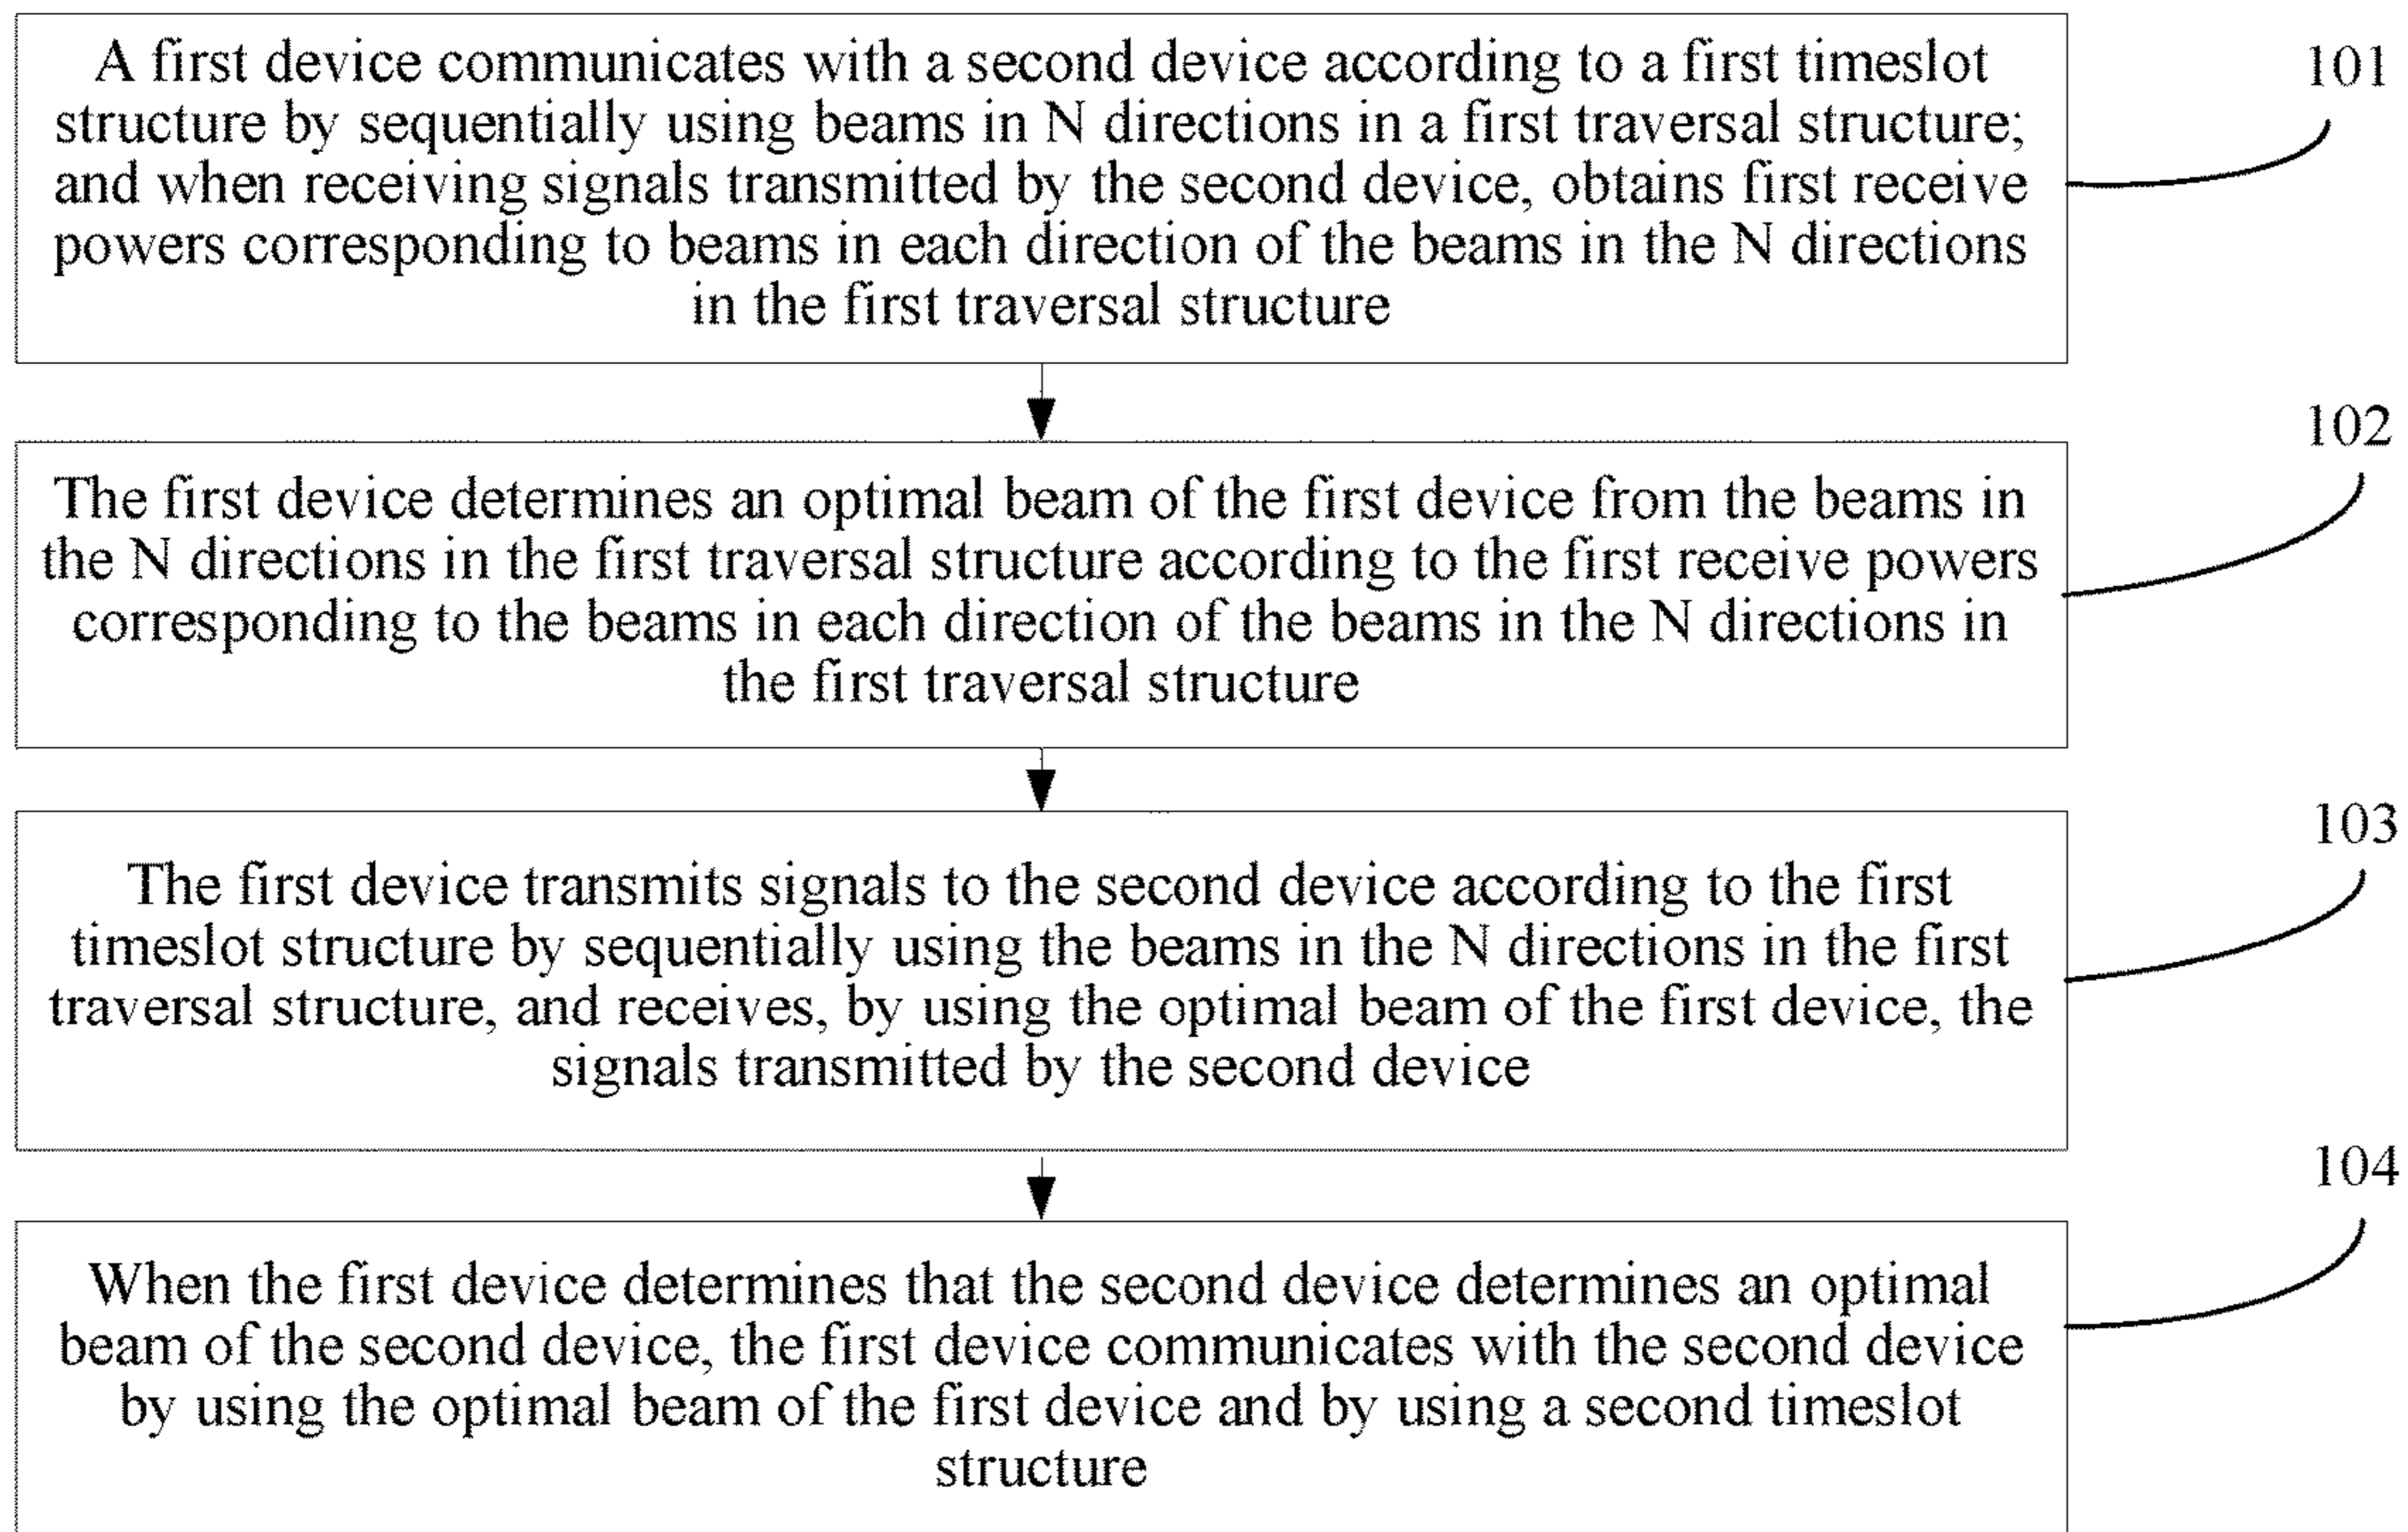 A first device communicates with a second device according to a first timeslot
structure by sequentially using beams in N directions in a first traversal structure;
and when receiving signals transmitted by the second device, obtains first receive
powers corresponding to beams in each direction of the beams in the N directions
in the first traversal structure
101
The first device determines an optimal beam of the first device from the beams in
the N directions in the first traversal structure according to the first receive powers
corresponding to the beams in each direction of the beams in the N directions in
the first traversal structure
102
The first device transmits signals to the second device according to the first
timeslot structure by sequentially using the beams in the N directions in the first
traversal structure, and receives, by using the optimal beam of the first device, the
signals transmitted by the second device
103
When the first device determines that the second device determines an optimal
beam of the second device, the first device communicates with the second device
by using the optimal beam of the first device and by using a second timeslot
structure
104